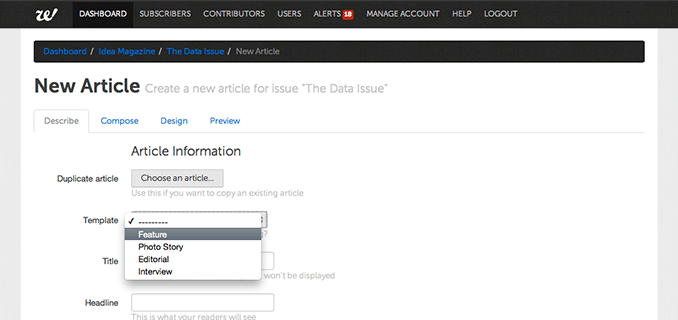 w DASHBOARD SUBSCRIBERS CONTRIBUTORS USERS ALERTS 18 MANAGE ACCOUNT HELP LOGOUT
Dashboard / Idea Magazine / The Data Issue / New Article
New Article Create a new article for issue "The Data Issue"
Describe Compose Design Preview
Article Information
Duplicate article Choose an article...
Use this if you want to copy an existing article
Template ✓ ---------
Feature
Photo Story
Editorial
Title
Interview won't be displayed
Headline
This is what your readers will see